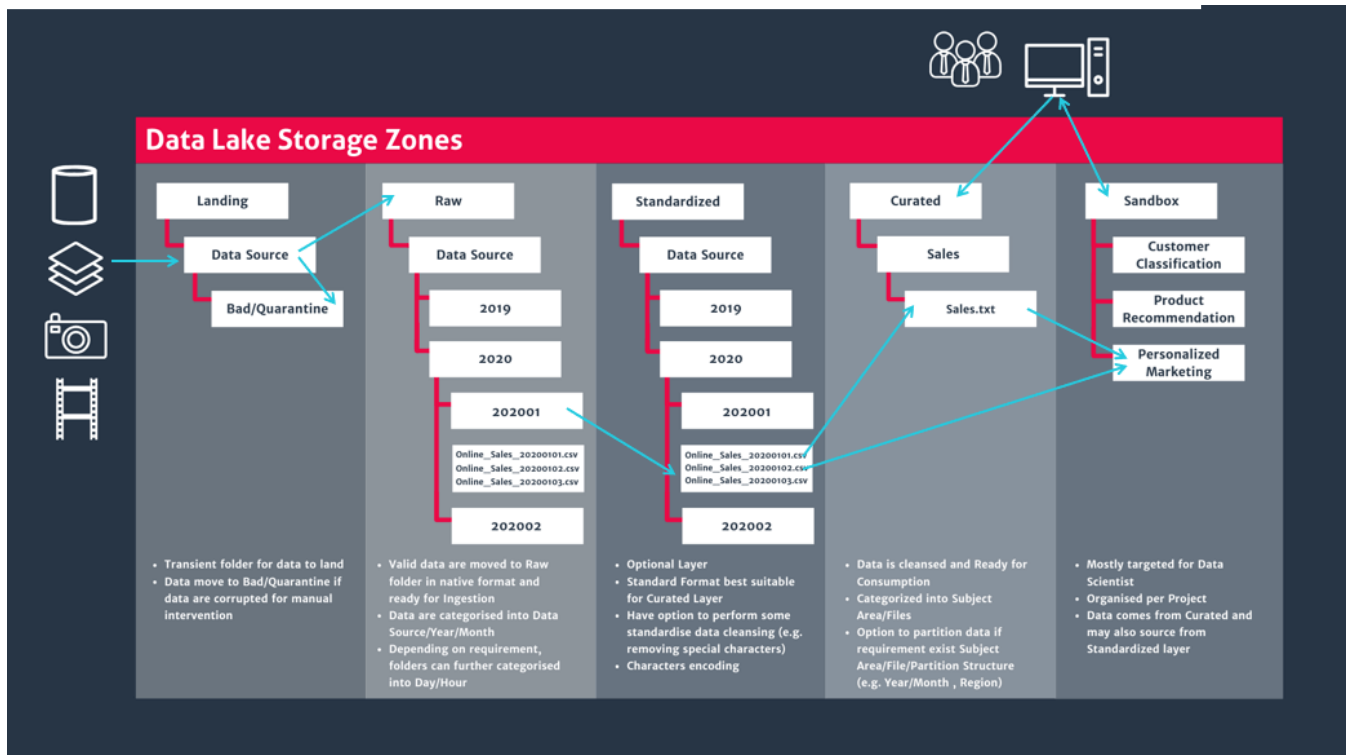 Data Lake Storage Zones
Landing
Data Source
Bad/Quarantine
• Transient folder for data to land
• Data move to Bad/Quarantine if
data are corrupted for manual
intervention
Raw
Data Source
2019
2020
202001
Online_Sales_20200101.csv
Online_Sales_20200102.csv
Online_Sales_20200103.csv
202002
• Valid data are moved to Raw
folder in native format and
ready for Ingestion
• Data are categorised into Data
Source/Year/Month
• Depending on requirement,
folders can further categorised
into Day/Hour
Standardized
Data Source
2019
2020
202001
Online_Sales_20200101.csv
Online_Sales_20200102.csv
Online_Sales_20200103.csv
202002
• Optional Layer
• Standard Format best suitable
for Curated Layer
• Have option to perform some
standardise data cleansing (e.g.
removing special characters)
• Characters encoding
Curated
Sales
Sales.txt
• Data is cleansed and Ready for
Consumption
• Categorized into Subject
Area/Files
• Option to partition data if
requirement exist Subject
Area/File/Partition Structure
(e.g. Year/Month , Region)
Sandbox
Customer
Classification
Product
Recommendation
Personalized
Marketing
• Mostly targeted for Data
Scientist
• Organised per Project
• Data comes from Curated and
may also source from
Standardized layer